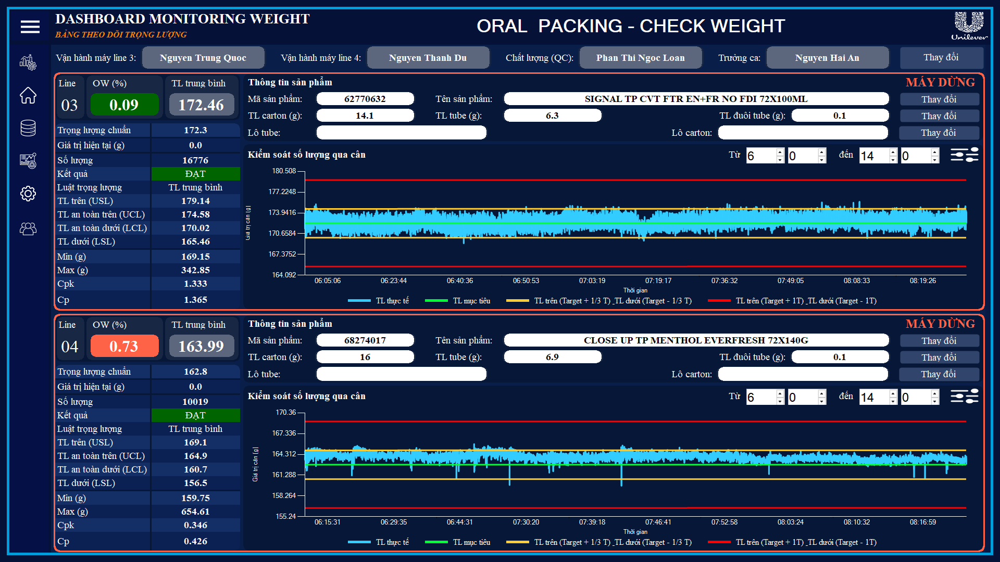 DASHBOARD MONITORING WEIGHT
BẢNG THEO DÕI TRỌNG LƯỢNG
ORAL PACKING - CHECK WEIGHT
Unilever
Vận hành máy line 3: Nguyen Trung Quoc Vận hành máy line 4: Nguyen Thanh Du Chất lượng (QC): Phan Thi Ngoc Loan Trưởng ca: Nguyen Hai An Thay đổi
Line OW (%) TL trung bình
03 0.09 172.46
Trọng lượng chuẩn 172.3
Giá trị hiện tại (g) 0.0
Số lượng 16776
Kết quả ĐẠT
Luật trọng lượng TL trung bình
TL trên (USL) 179.14
TL an toàn trên (UCL) 174.58
TL an toàn dưới (LCL) 170.02
TL dưới (LSL) 165.46
Min (g) 169.15
Max (g) 342.85
Cpk 1.333
Cp 1.365
Thông tin sản phẩm MÁY DỪNG
Mã sản phẩm: 62770632 Tên sản phẩm: SIGNAL TP CVT FTR EN+FR NO FDI 72X100ML Thay đổi
TL carton (g): 14.1 TL tube (g): 6.3 TL đuôi tube (g): 0.1 Thay đổi
Lô tube: Lô carton: Thay đổi
Kiểm soát số lượng qua cân Từ 6 0 đến 14 0
180.508
177.2248
173.9416
170.6584
167.3752
164.092
Giá trị cân (g)
06:05:06 06:23:44 06:40:36 06:50:53 07:03:19 07:19:17 07:36:32 07:49:05 08:08:33 08:19:26
Thời gian
TL thực tế TL mục tiêu TL trên (Target + 1/3 T) _TL dưới (Target - 1/3 T) TL trên (Target + 1T) _TL dưới (Target - 1T)
Line OW (%) TL trung bình
04 0.73 163.99
Trọng lượng chuẩn 162.8
Giá trị hiện tại (g) 0.0
Số lượng 10019
Kết quả ĐẠT
Luật trọng lượng TL trung bình
TL trên (USL) 169.1
TL an toàn trên (UCL) 164.9
TL an toàn dưới (LCL) 160.7
TL dưới (LSL) 156.5
Min (g) 159.75
Max (g) 654.61
Cpk 0.346
Cp 0.426
Thông tin sản phẩm MÁY DỪNG
Mã sản phẩm: 68274017 Tên sản phẩm: CLOSE UP TP MENTHOL EVERFRESH 72X140G Thay đổi
TL carton (g): 16 TL tube (g): 6.9 TL đuôi tube (g): 0.1 Thay đổi
Lô tube: Lô carton: Thay đổi
Kiểm soát số lượng qua cân Từ 6 0 đến 14 0
170.36
167.336
164.312
161.288
158.264
155.24
Giá trị cân (g)
06:15:31 06:29:35 06:44:31 07:30:20 07:39:18 07:46:41 07:52:58 08:03:24 08:10:32 08:16:59
Thời gian
TL thực tế TL mục tiêu TL trên (Target + 1/3 T) _TL dưới (Target - 1/3 T) TL trên (Target + 1T) _TL dưới (Target - 1T)